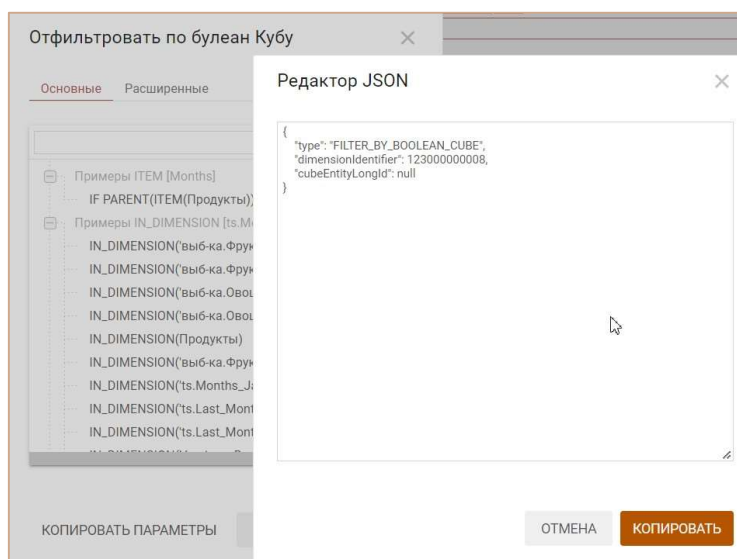 Отфильтровать по булеан Кубу
Основные Расширенные
Примеры ITEM [Months]
IF PARENT(ITEM(Продукты))
Примеры IN_DIMENSION [ts.M
IN_DIMENSION('выб-ка.Фрук
IN_DIMENSION('выб-ка.Фрук
IN_DIMENSION('выб-ка.Овощ
IN_DIMENSION('выб-ка.Овощ
IN_DIMENSION(Продукты)
IN_DIMENSION('выб-ка.Фрук
IN_DIMENSION('ts.Months_Ja
IN_DIMENSION('ts.Last_Mont
IN_DIMENSION('ts.Last_Mont
КОПИРОВАТЬ ПАРАМЕТРЫ
Редактор JSON
{
"type": "FILTER_BY_BOOLEAN_CUBE",
"dimensionIdentifier": 123000000008,
"cubeEntityLongId": null
}
ОТМЕНА КОПИРОВАТЬ